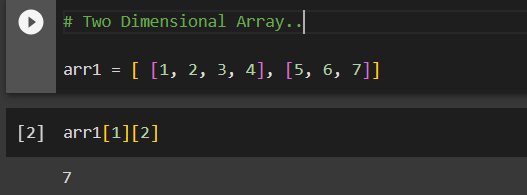 # Two Dimensional Array..
arr1 = [ [1, 2, 3, 4], [5, 6, 7]]
[2] arr1[1][2]
7